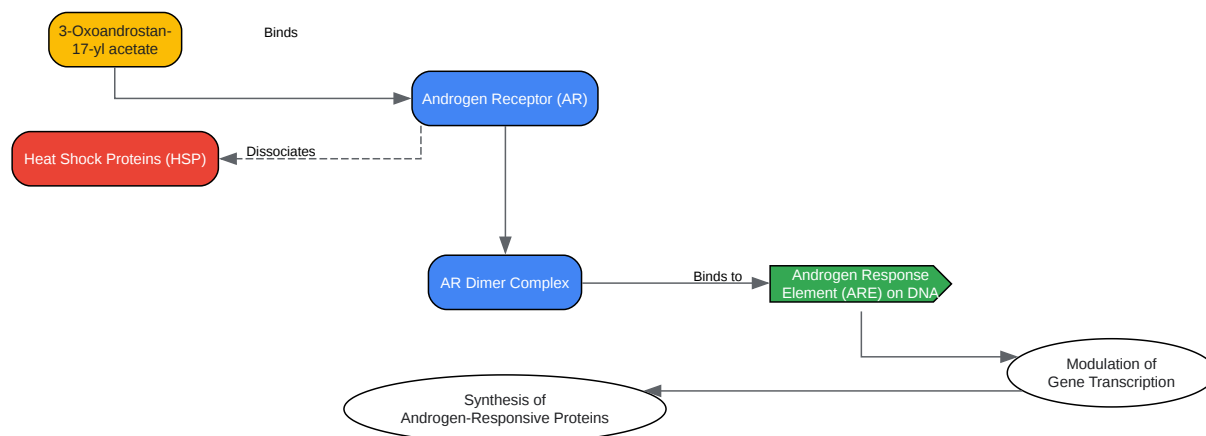 3-Oxoandrostan-
17-yl acetate
Binds
Androgen Receptor (AR)
Heat Shock Proteins (HSP)
Dissociates
AR Dimer Complex
Binds to
Androgen Response
Element (ARE) on DNA
Modulation of
Gene Transcription
Synthesis of
Androgen-Responsive Proteins